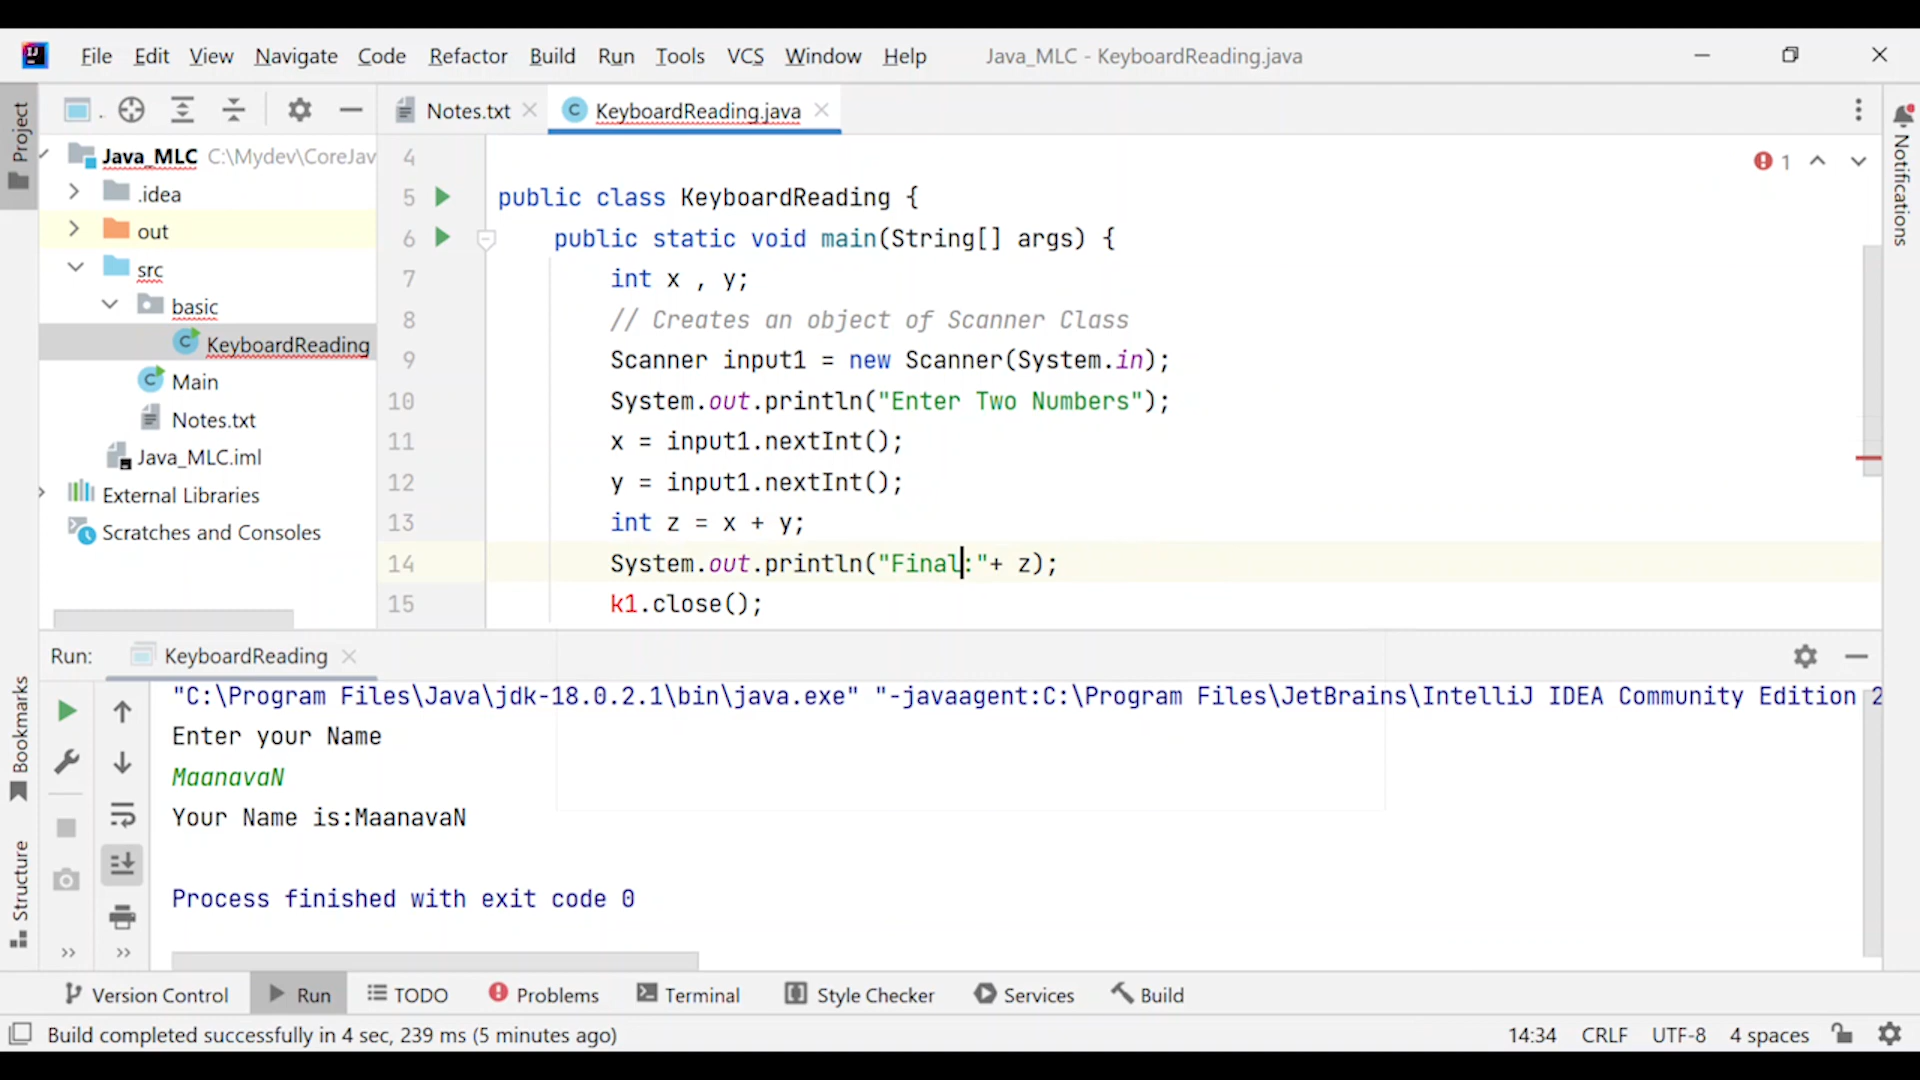 File Edit View Navigate Code Refactor Build Run Tools VCS Window Help Java_MLC - KeyboardReading.java
Project
Notes.txt
KeyboardReading.java
Notifications
Java_MLC C:\Mydev\CoreJav
.idea
out
src
basic
KeyboardReading
Main
Notes.txt
Java_MLC.iml
External Libraries
Scratches and Consoles
1
4
5 public class KeyboardReading {
6 public static void main(String[] args) {
7 int x , y;
8 // Creates an object of Scanner Class
9 Scanner input1 = new Scanner(System.in);
10 System.out.println("Enter Two Numbers");
11 x = input1.nextInt();
12 y = input1.nextInt();
13 int z = x + y;
14 System.out.println("Final:"+ z);
15 k1.close();
Run: KeyboardReading
"C:\Program Files\Java\jdk-18.0.2.1\bin\java.exe" "-javaagent:C:\Program Files\JetBrains\IntelliJ IDEA Community Edition 2
Enter your Name
MaanavaN
Your Name is:MaanavaN
Process finished with exit code 0
Bookmarks
Structure
Version Control Run TODO Problems Terminal Style Checker Services Build
Build completed successfully in 4 sec, 239 ms (5 minutes ago) 14:34 CRLF UTF-8 4 spaces